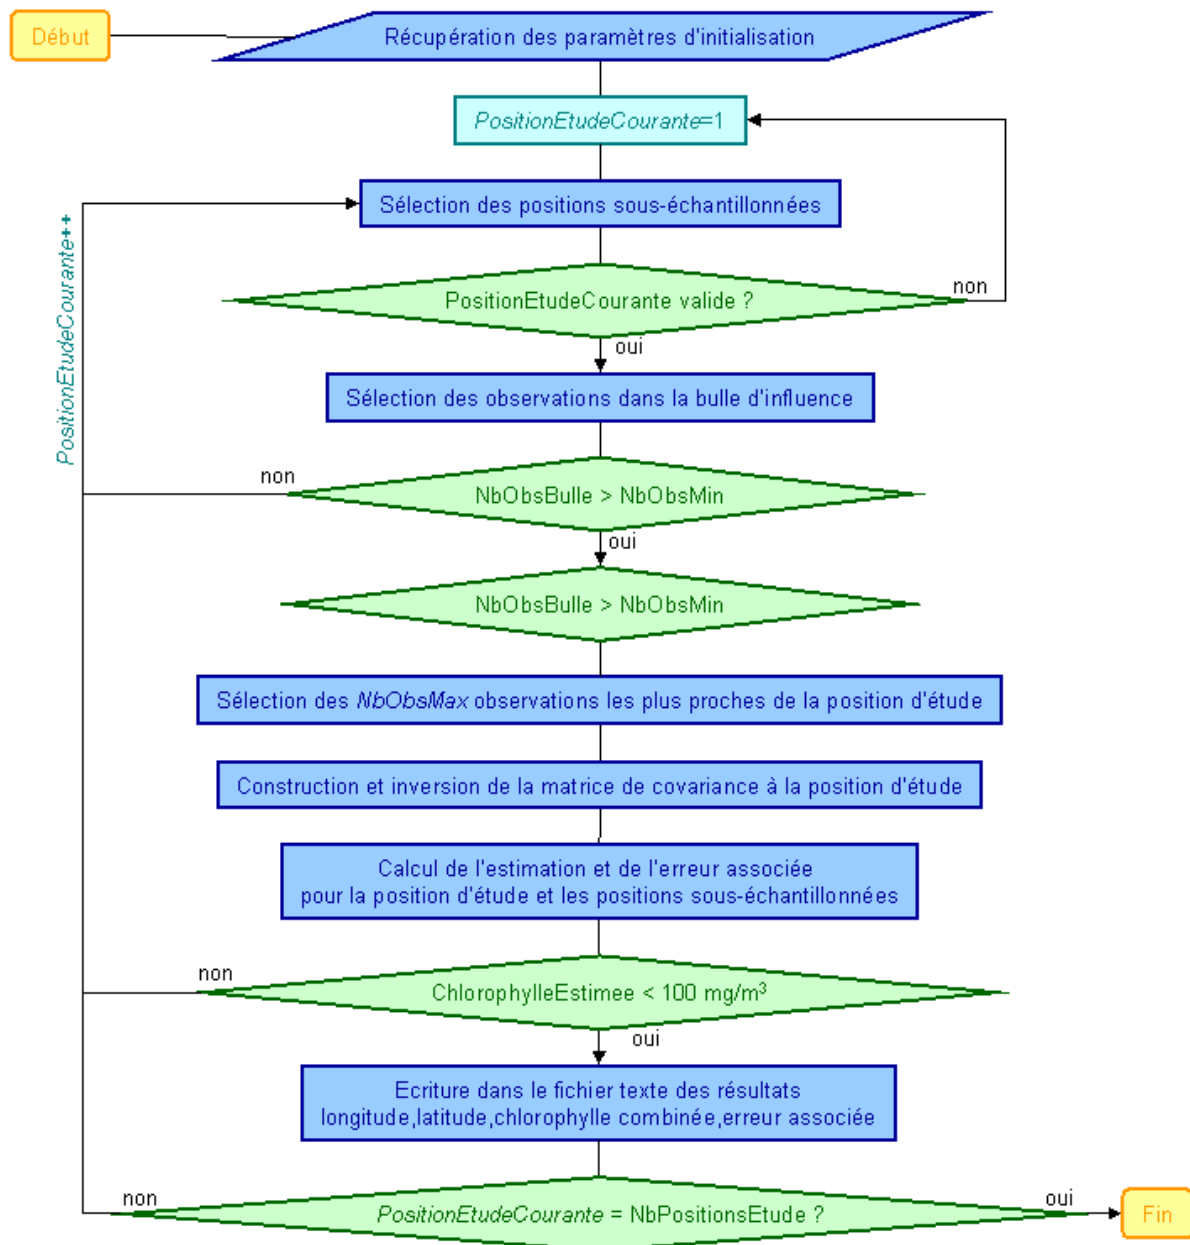 Début
Récupération des paramètres d'initialisation
PositionEtudeCourante=1
Sélection des positions sous-échantillonnées
PositionEtudeCourante++
PositionEtudeCourante valide ?
non
oui
Sélection des observations dans la bulle d'influence
non
NbObsBulle > NbObsMin
oui
NbObsBulle > NbObsMin
Sélection des NbObsMax observations les plus proches de la position d'étude
Construction et inversion de la matrice de covariance à la position d'étude
Calcul de l'estimation et de l'erreur associée
pour la position d'étude et les positions sous-échantillonnées
non
ChlorophylleEstimee < 100 mg/m³
oui
Ecriture dans le fichier texte des résultats
longitude,latitude,chlorophylle combinée,erreur associée
non
PositionEtudeCourante = NbPositionsEtude ?
oui
Fin